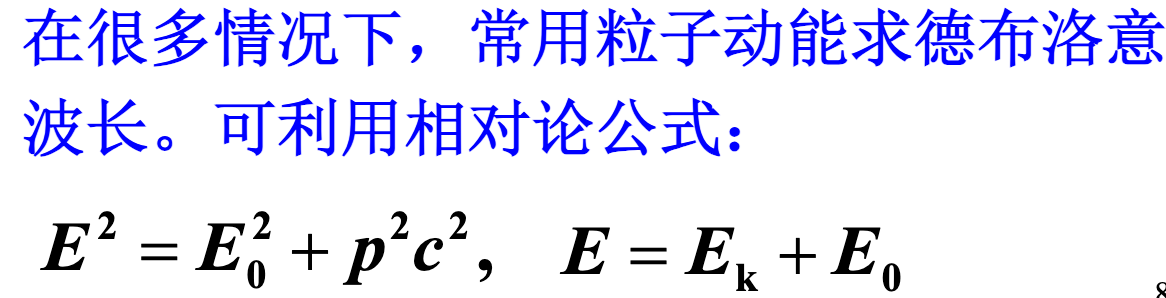 在很多情况下，常用粒子动能求德布洛意
波长。可利用相对论公式：
E² = E₀² + p²c², E = Eₖ + E₀